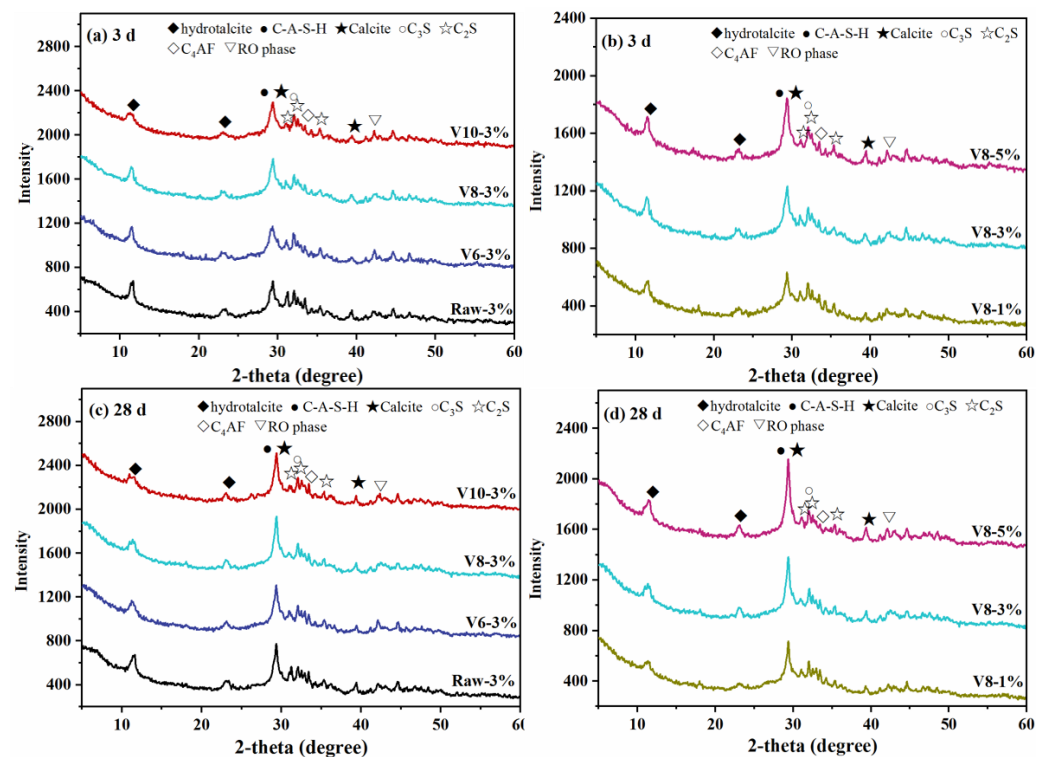 (a) 3 d
◆hydrotalcite ●C-A-S-H ★Calcite ○C₃S ☆C₂S
◇C₄AF ▽RO phase
2800
2400
2000
1600
1200
800
400
Intensity
V10-3%
V8-3%
V6-3%
Raw-3%
10 20 30 40 50 60
2-theta (degree)
(b) 3 d
◆hydrotalcite ●C-A-S-H ★Calcite ○C₃S ☆C₂S
◇C₄AF ▽RO phase
2400
2000
1600
1200
800
400
Intensity
V8-5%
V8-3%
V8-1%
10 20 30 40 50 60
2-theta (degree)
(c) 28 d
◆hydrotalcite ●C-A-S-H ★Calcite ○C₃S ☆C₂S
◇C₄AF ▽RO phase
2800
2400
2000
1600
1200
800
400
Intensity
V10-3%
V8-3%
V6-3%
Raw-3%
10 20 30 40 50 60
2-theta (degree)
(d) 28 d
◆hydrotalcite ●C-A-S-H ★Calcite ○C₃S ☆C₂S
◇C₄AF ▽RO phase
2400
2000
1600
1200
800
400
Intensity
V8-5%
V8-3%
V8-1%
10 20 30 40 50 60
2-theta (degree)